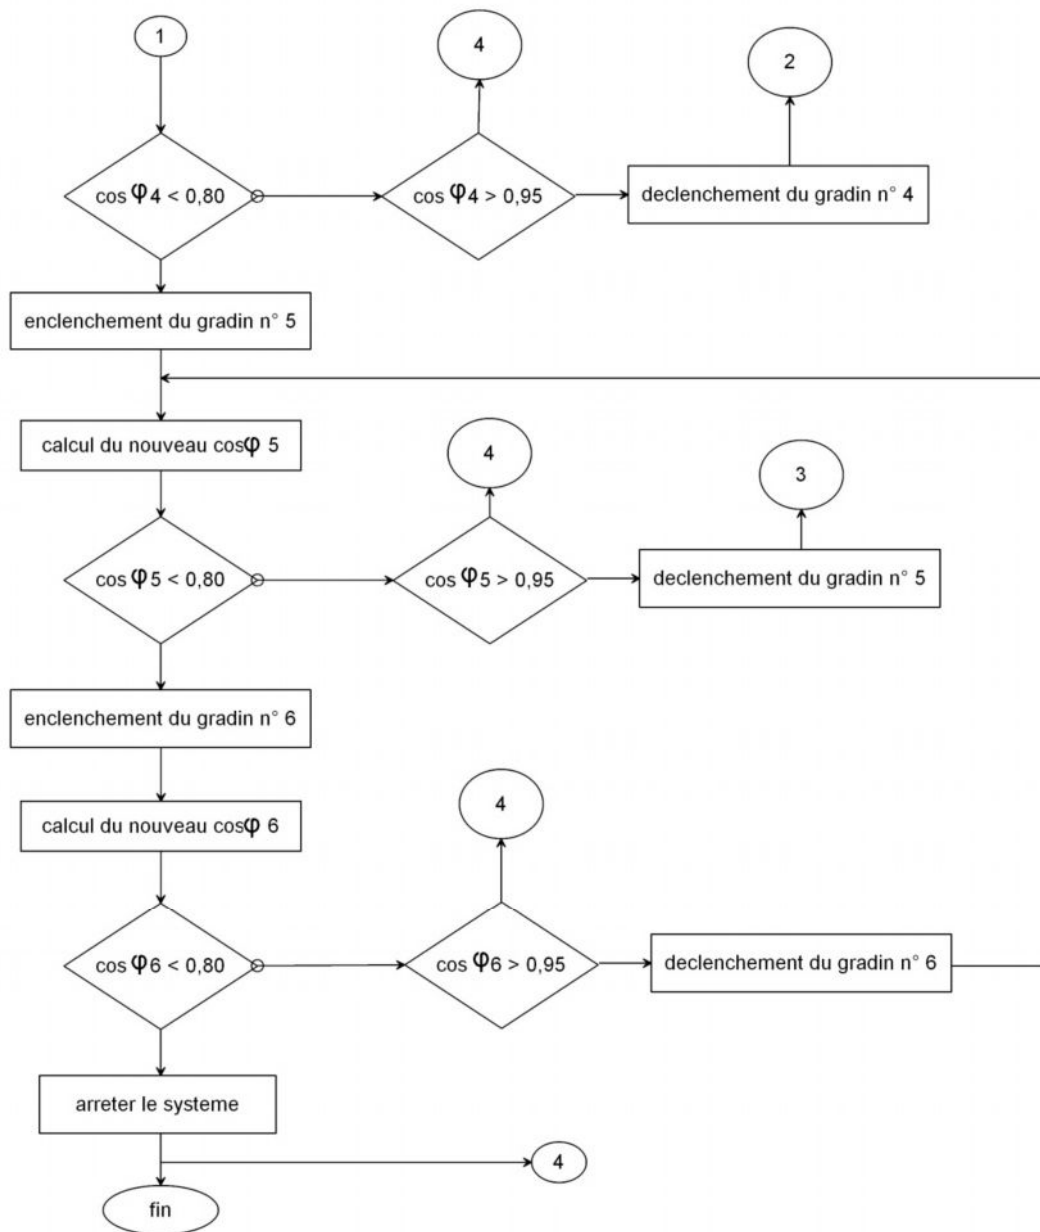 1
4
2
cos φ4 < 0,80
cos φ4 > 0,95
declenchement du gradin n° 4
enclenchement du gradin n° 5
calcul du nouveau cosφ 5
4
3
cos φ5 < 0,80
cos φ5 > 0,95
declenchement du gradin n° 5
enclenchement du gradin n° 6
calcul du nouveau cosφ 6
4
cos φ6 < 0,80
cos φ6 > 0,95
declenchement du gradin n° 6
arreter le systeme
4
fin